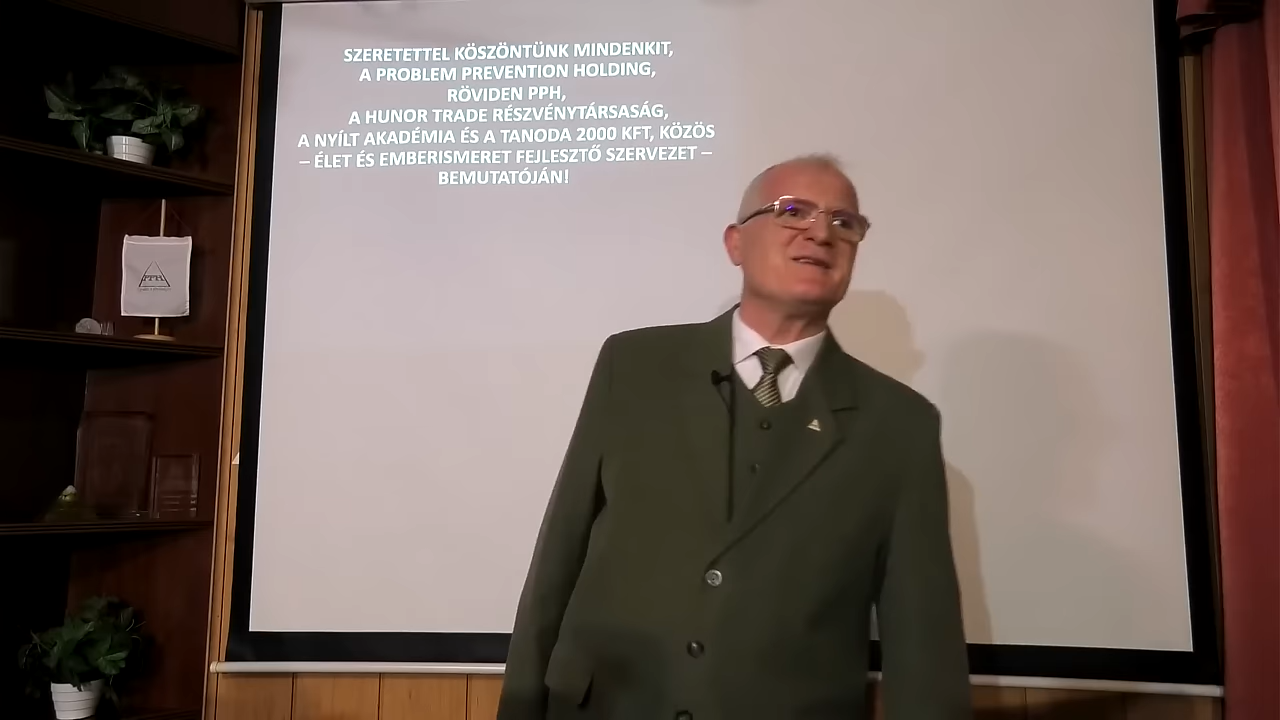 SZERETETTEL KÖSZÖNTÜNK MINDENKIT,
A PROBLEM PREVENTION HOLDING,
RÖVIDEN PPH,
A HUNOR TRADE RÉSZVÉNYTÁRSASÁG,
A NYÍLT AKADÉMIA ÉS A TANODA 2000 KFT, KÖZÖS
– ÉLET ÉS EMBERISMERET FEJLESZTŐ SZERVEZET –
BEMUTATÓJÁN!
PPH